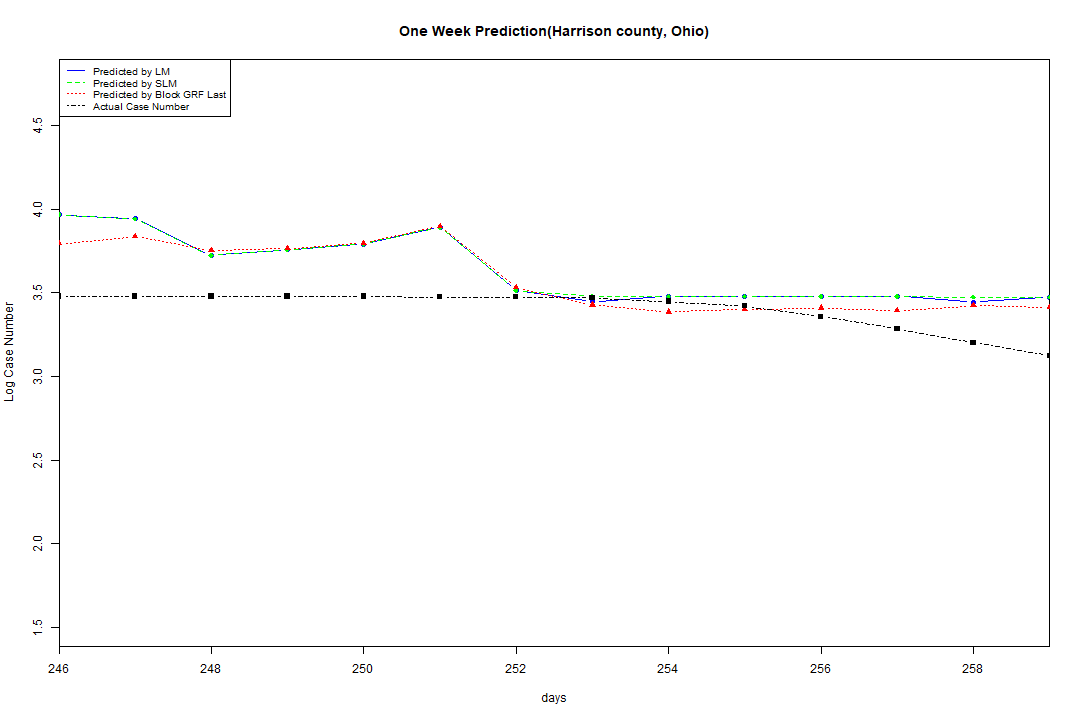 One Week Prediction(Harrison county, Ohio)
Predicted by LM
Predicted by SLM
Predicted by Block GRF Last
Actual Case Number
4.5
4.0
3.5
3.0
2.5
2.0
1.5
Log Case Number
246 248 250 252 254 256 258
days